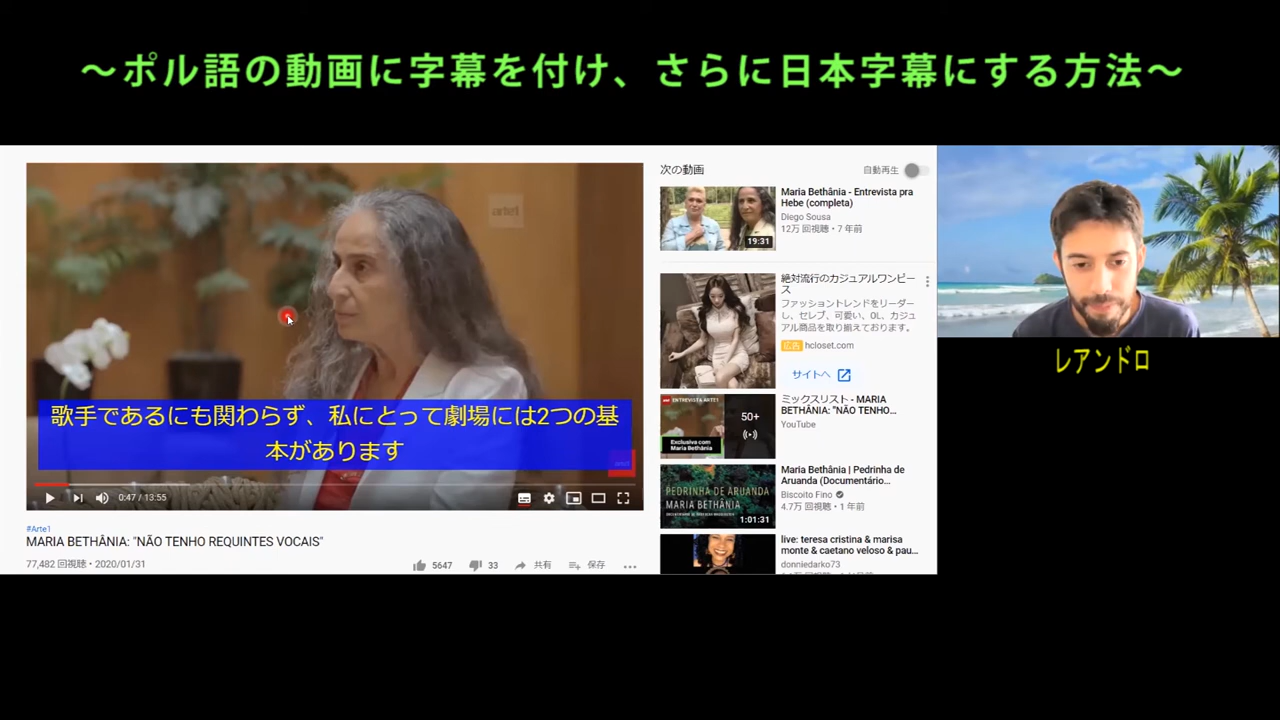 ～ポル語の動画に字幕を付け、さらに日本字幕にする方法～
arte1
歌手であるにも関わらず、私にとって劇場には2つの基
本があります
0:47 / 13:55
#Arte1
MARIA BETHÂNIA: "NÃO TENHO REQUINTES VOCAIS"
77,482 回視聴・2020/01/31
5647
33
共有
保存
次の動画
自動再生
19:31
Maria Bethânia - Entrevista pra
Hebe (completa)
Diego Sousa
12万 回視聴・7 年前
絶対流行のカジュアルワンピー
ス
ファッショントレンドをリーダー
し、セレブ、可愛い、OL、カジュ
アル商品を取り揃えております。
広告 hcloset.com
サイトへ
ENTREVISTA ARTE1
Exclusiva com
Maria Bethânia
50+
ミックスリスト - MARIA
BETHÂNIA: "NÃO TENHO...
YouTube
PEDRINHA DE ARUANDA
MARIA BETHÂNIA
1:01:31
Maria Bethânia | Pedrinha de
Aruanda (Documentário...
Biscoito Fino
4.7万 回視聴・1 年前
live: teresa cristina & marisa
monte & caetano veloso & pau...
donniedarko73
レアンドロ